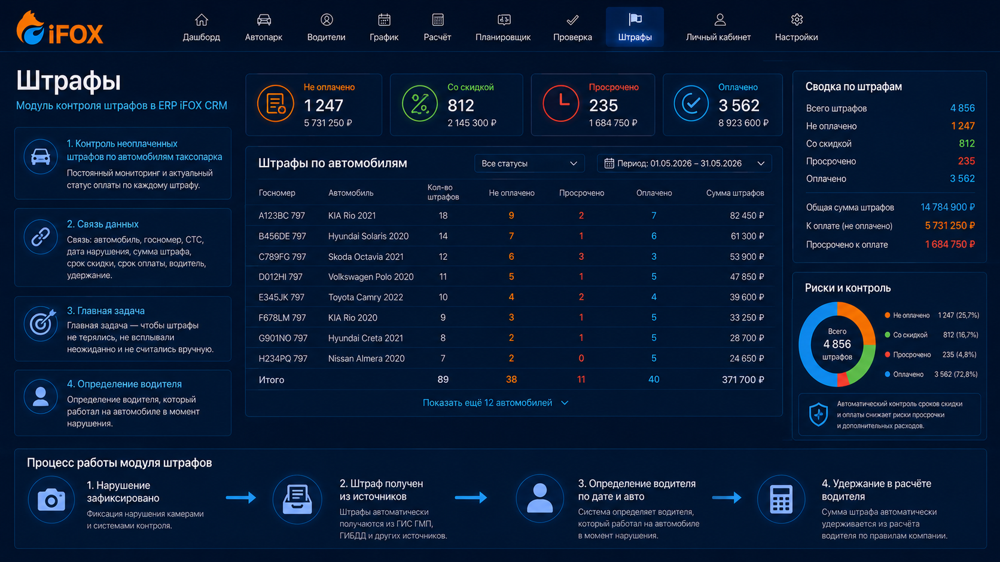 iFOX
Дашборд
Автопарк
Водители
График
Расчёт
Планировщик
Проверка
Штрафы
Личный кабинет
Настройки
Штрафы
Модуль контроля штрафов в ERP iFOX CRM
1. Контроль неоплаченных
штрафов по автомобилям таксопарка
Постоянный мониторинг и актуальный
статус оплаты по каждому штрафу.
2. Связь данных
Связь: автомобиль, госномер, СТС,
дата нарушения, сумма штрафа,
срок скидки, срок оплаты, водитель,
удержание.
3. Главная задача
Главная задача — чтобы штрафы
не терялись, не всплывали
неожиданно и не считались вручную.
4. Определение водителя
Определение водителя, который
работал на автомобиле в момент
нарушения.
Не оплачено
1 247
5 731 250 ₽
Со скидкой
812
2 145 300 ₽
Просрочено
235
1 684 750 ₽
Оплачено
3 562
8 923 600 ₽
Штрафы по автомобилям
Все статусы
Период: 01.05.2026 – 31.05.2026
Госномер Автомобиль Кол-во штрафов Не оплачено Просрочено Оплачено Сумма штрафов
A123BC 797 KIA Rio 2021 18 9 2 7 82 450 ₽
B456DE 797 Hyundai Solaris 2020 14 7 1 6 61 300 ₽
C789FG 797 Skoda Octavia 2021 12 6 3 3 53 900 ₽
D012HI 797 Volkswagen Polo 2020 11 5 1 5 47 850 ₽
E345JK 797 Toyota Camry 2022 10 4 2 4 39 600 ₽
F678LM 797 KIA Rio 2020 9 3 1 5 33 250 ₽
G901NO 797 Hyundai Creta 2021 8 2 1 5 28 700 ₽
H234PQ 797 Nissan Almera 2020 7 2 0 5 24 650 ₽
Итого 89 38 11 40 371 700 ₽
Показать ещё 12 автомобилей
Сводка по штрафам
Всего штрафов 4 856
Не оплачено 1 247
Со скидкой 812
Просрочено 235
Оплачено 3 562
Общая сумма штрафов 14 784 900 ₽
К оплате (не оплачено) 5 731 250 ₽
Просрочено к оплате 1 684 750 ₽
Риски и контроль
Всего
4 856
штрафов
Не оплачено 1 247 (25,7%)
Со скидкой 812 (16,7%)
Просрочено 235 (4,8%)
Оплачено 3 562 (72,8%)
Автоматический контроль сроков скидки
и оплаты снижает риски просрочки
и дополнительных расходов.
Процесс работы модуля штрафов
1. Нарушение
зафиксировано
Фиксация нарушения камерами
и системами контроля.
2. Штраф получен
из источников
Штрафы автоматически
получаются из ГИС ГМП,
ГИБДД и других источников.
3. Определение водителя
по дате и авто
Система определяет водителя,
который работал на автомобиле
в момент нарушения.
4. Удержание в расчёте
водителя
Сумма штрафа автоматически
удерживается из расчёта
водителя по правилам компании.